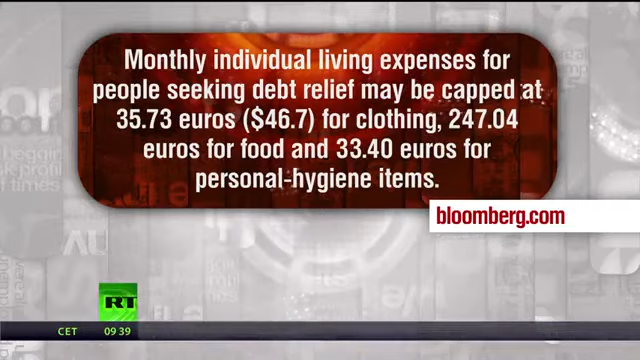 Monthly individual living expenses for
people seeking debt relief may be capped at
35.73 euros ($46.7) for clothing, 247.04
euros for food and 33.40 euros for
personal-hygiene items.
bloomberg.com
RT
CET 09:39